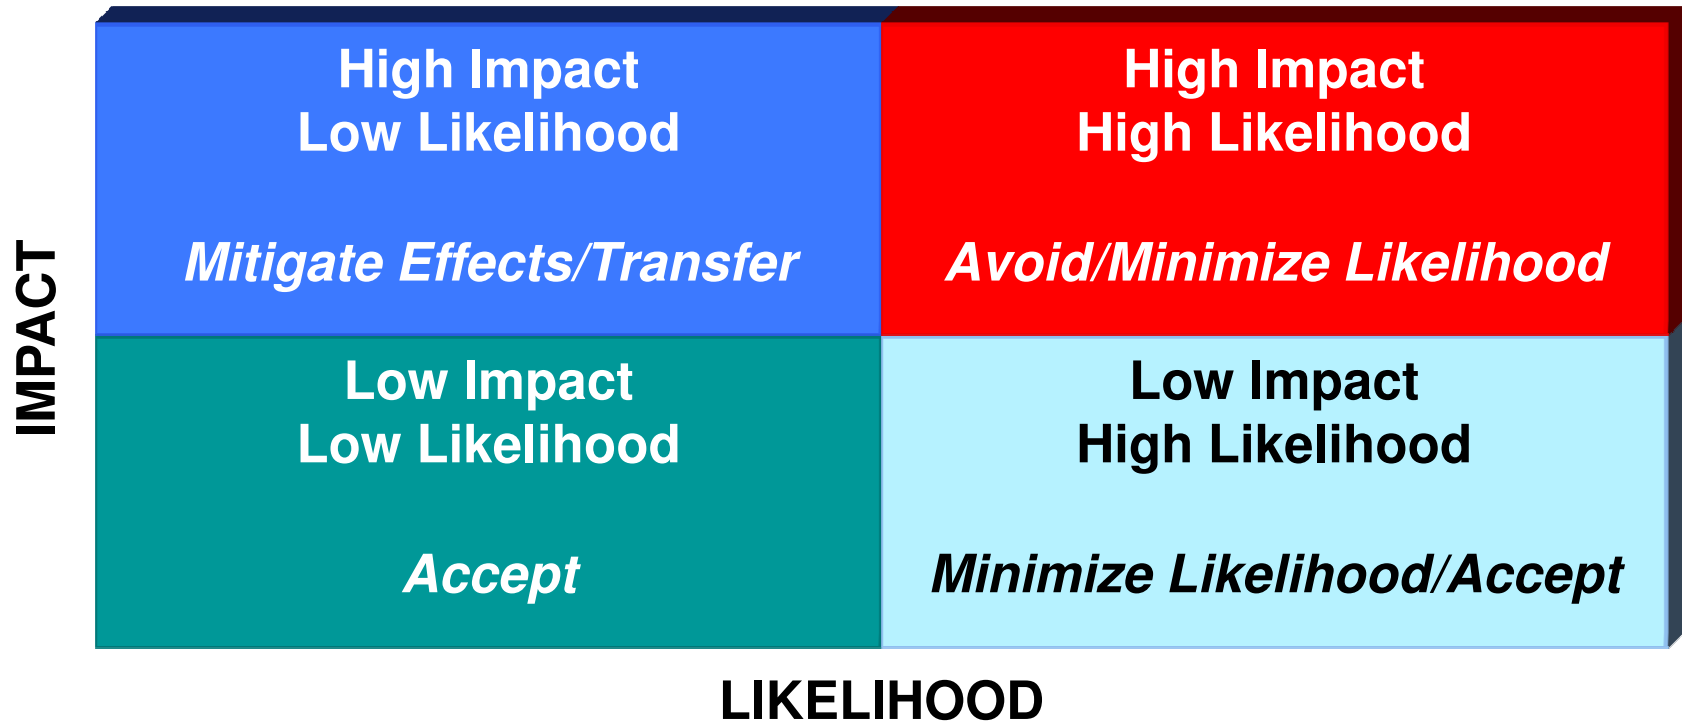 High Impact
Low Likelihood
Mitigate Effects/Transfer
High Impact
High Likelihood
Avoid/Minimize Likelihood
IMPACT
Low Impact
Low Likelihood
Accept
Low Impact
High Likelihood
Minimize Likelihood/Accept
LIKELIHOOD